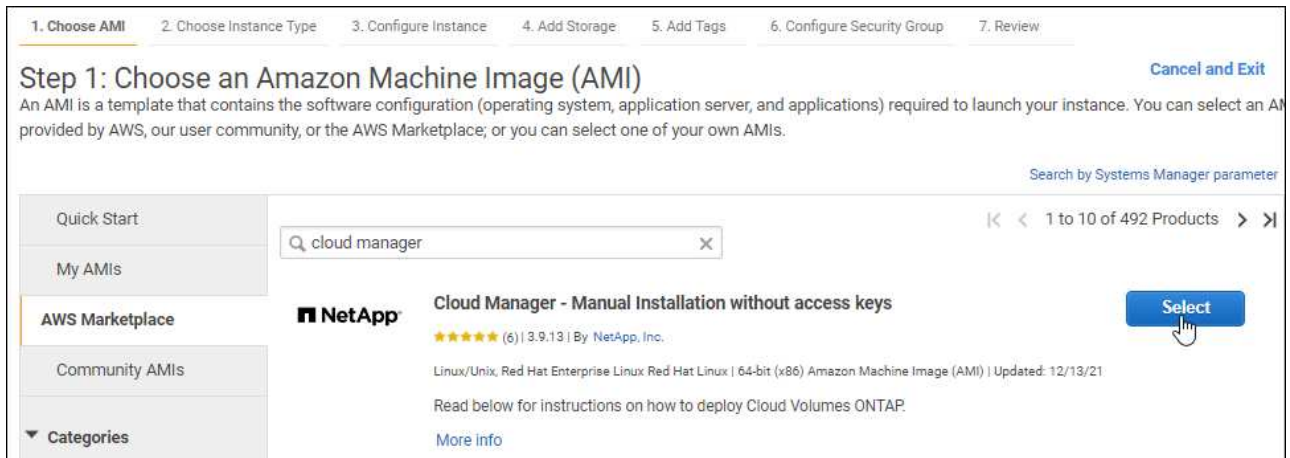 1. Choose AMI 2. Choose Instance Type 3. Configure Instance 4. Add Storage 5. Add Tags 6. Configure Security Group 7. Review
Step 1: Choose an Amazon Machine Image (AMI)
Cancel and Exit
An AMI is a template that contains the software configuration (operating system, application server, and applications) required to launch your instance. You can select an AM
provided by AWS, our user community, or the AWS Marketplace; or you can select one of your own AMIs.
Search by Systems Manager parameter
Quick Start
My AMIs
AWS Marketplace
Community AMIs
Categories
cloud manager
1 to 10 of 492 Products
NetApp
Cloud Manager - Manual Installation without access keys
(6) | 3.9.13 | By NetApp, Inc.
Linux/Unix, Red Hat Enterprise Linux Red Hat Linux | 64-bit (x86) Amazon Machine Image (AMI) | Updated: 12/13/21
Read below for instructions on how to deploy Cloud Volumes ONTAP.
More info
Select